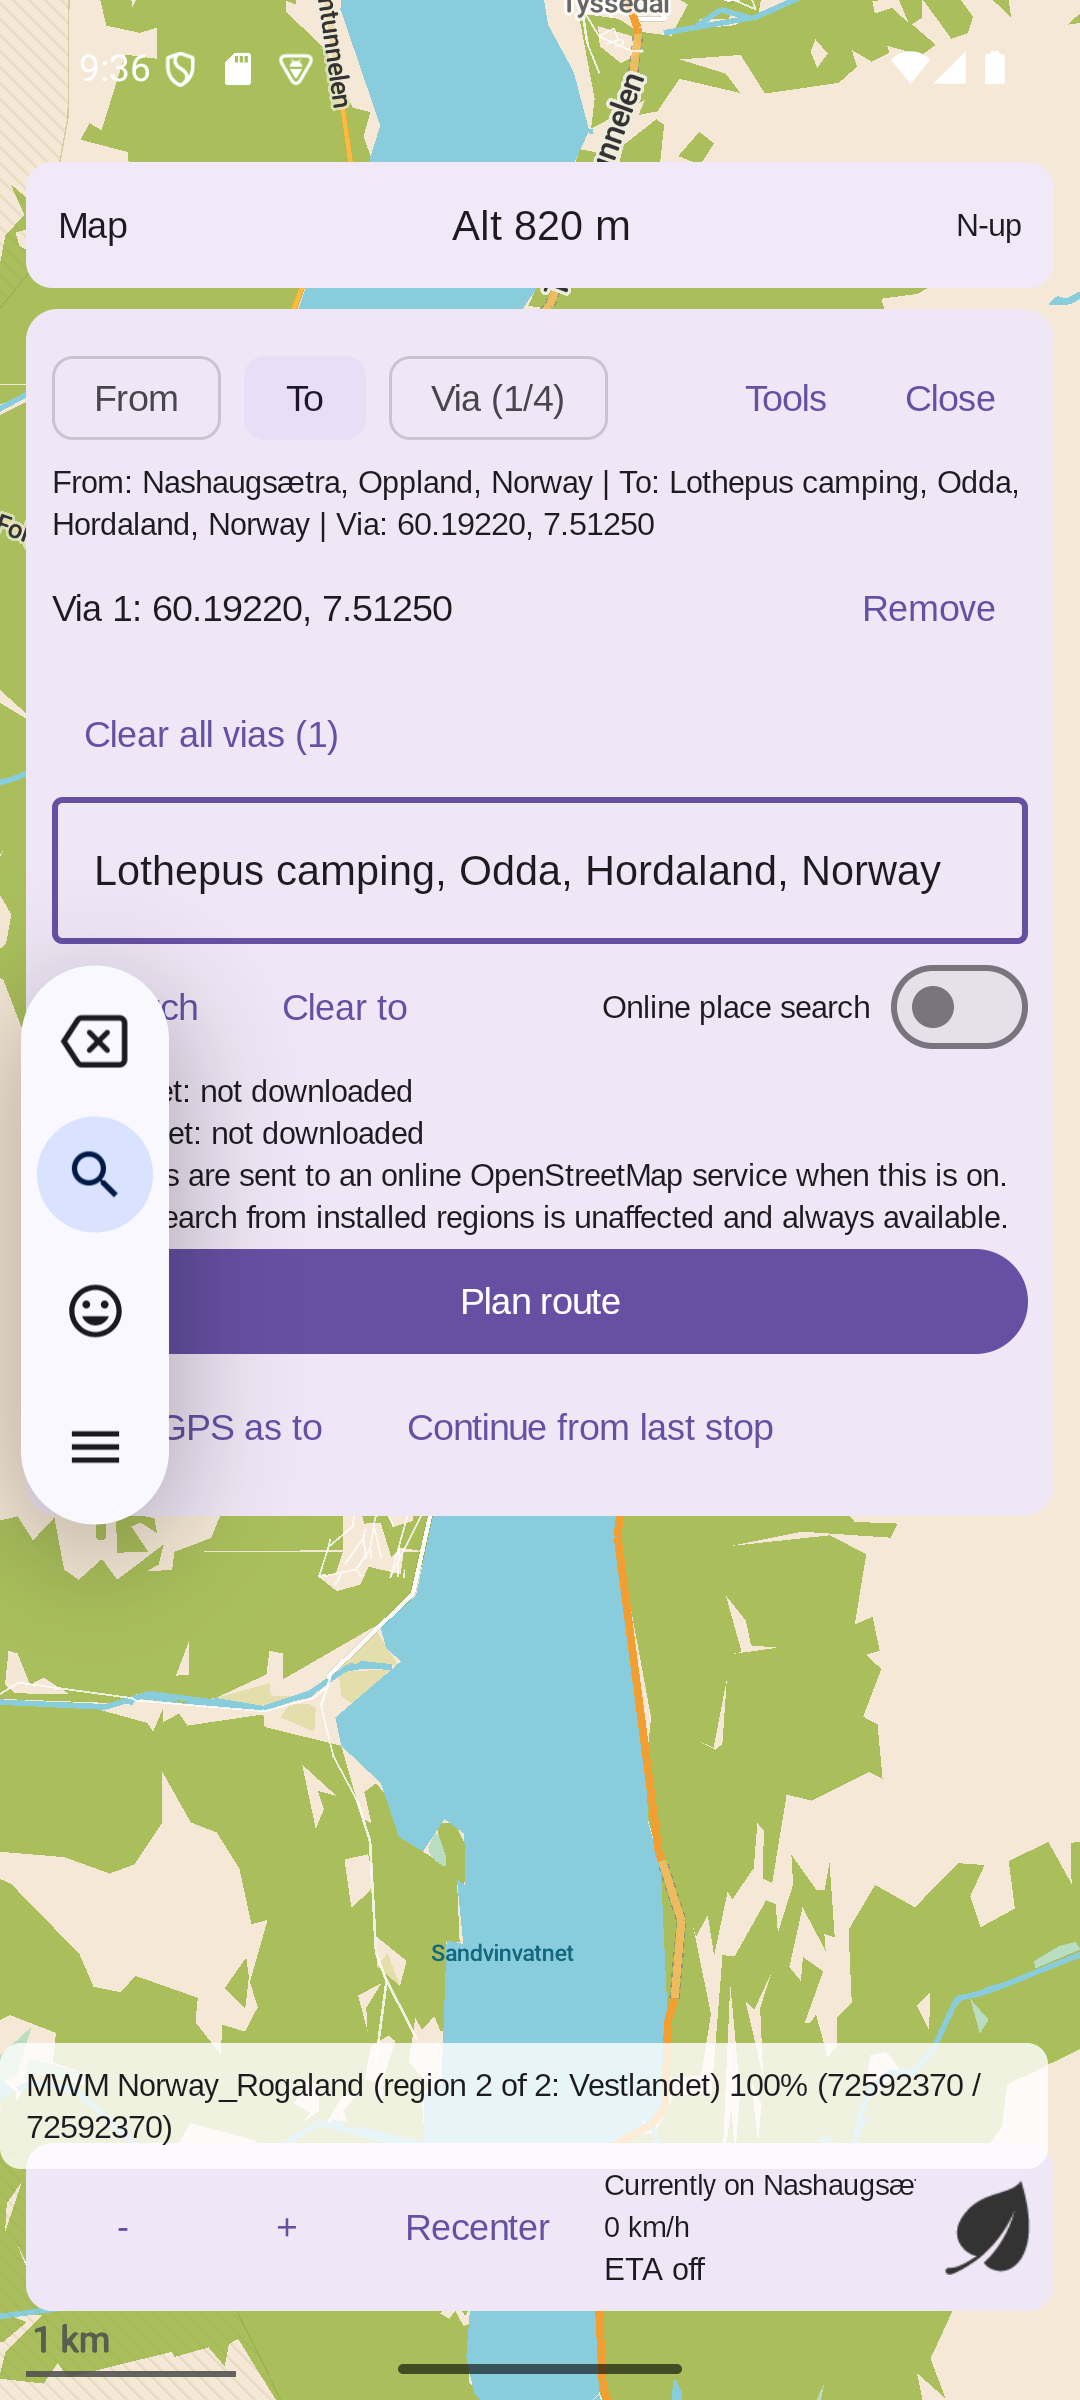 Tyssedal
9:36
Map
Alt 820 m
N-up
From
To
Via (1/4)
Tools
Close
From: Nashaugsætra, Oppland, Norway | To: Lothepus camping, Odda,
Hordaland, Norway | Via: 60.19220, 7.51250
Via 1: 60.19220, 7.51250
Remove
Clear all vias (1)
Lothepus camping, Odda, Hordaland, Norway
Clear to
Online place search
not downloaded
not downloaded
are sent to an online OpenStreetMap service when this is on.
from installed regions is unaffected and always available.
Plan route
GPS as to
Continue from last stop
Sandvinvatnet
MWM Norway_Rogaland (region 2 of 2: Vestlandet) 100% (72592370 /
72592370)
-
+
Recenter
Currently on
0 km/h
ETA off
1 km